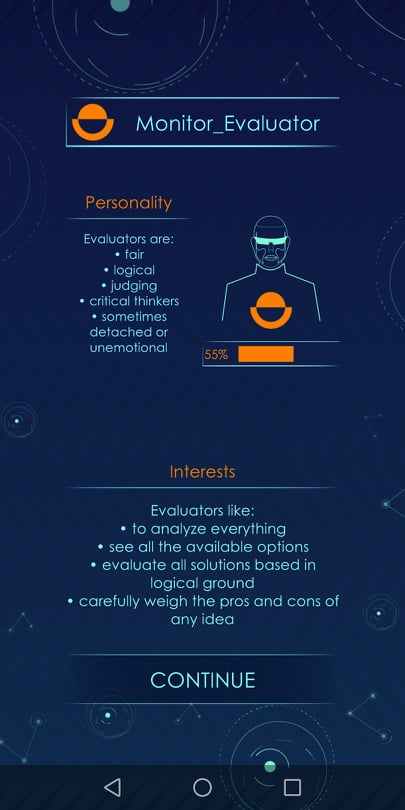 Monitor_Evaluator
Personality
Evaluators are:
• fair
• logical
• judging
• critical thinkers
• sometimes
detached or
unemotional
55%
Interests
Evaluators like:
• to analyze everything
• see all the available options
• evaluate all solutions based in
logical ground
• carefully weigh the pros and cons of
any idea
CONTINUE